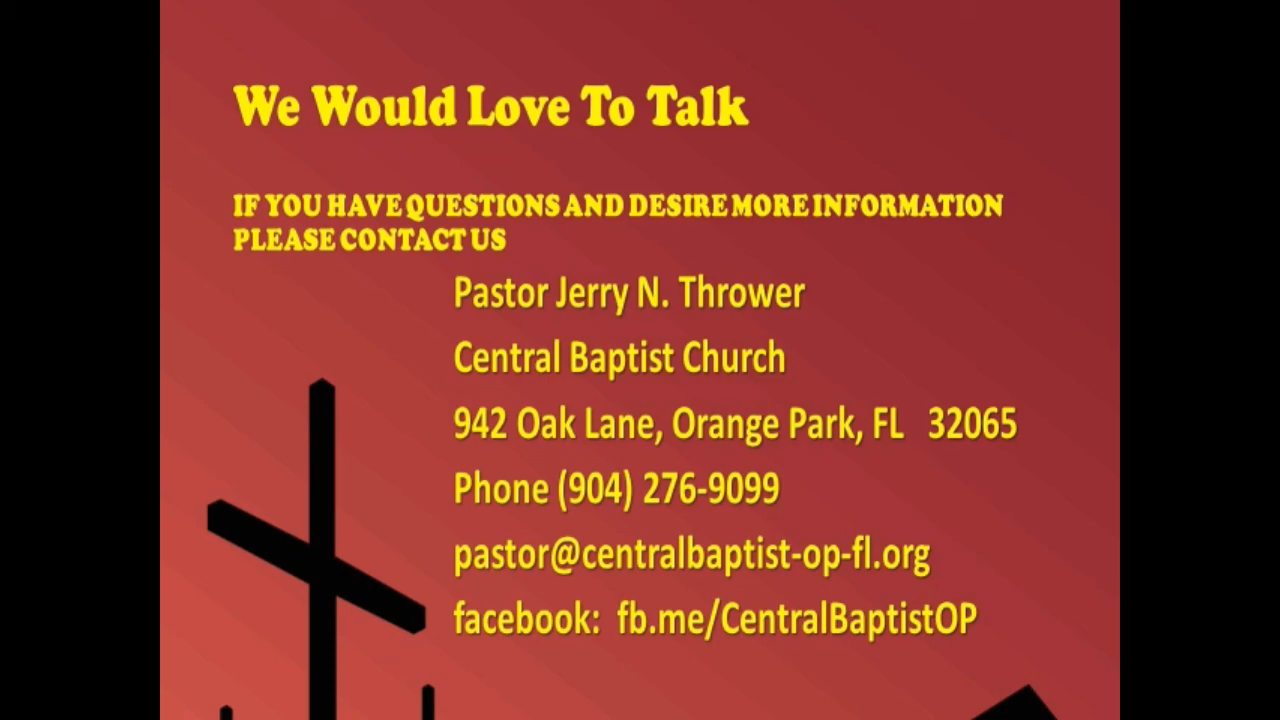 We Would Love To Talk
IF YOU HAVE QUESTIONS AND DESIRE MORE INFORMATION
PLEASE CONTACT US
Pastor Jerry N. Thrower
Central Baptist Church
942 Oak Lane, Orange Park, FL 32065
Phone (904) 276-9099
pastor@centralbaptist-op-fl.org
facebook: fb.me/CentralBaptistOP